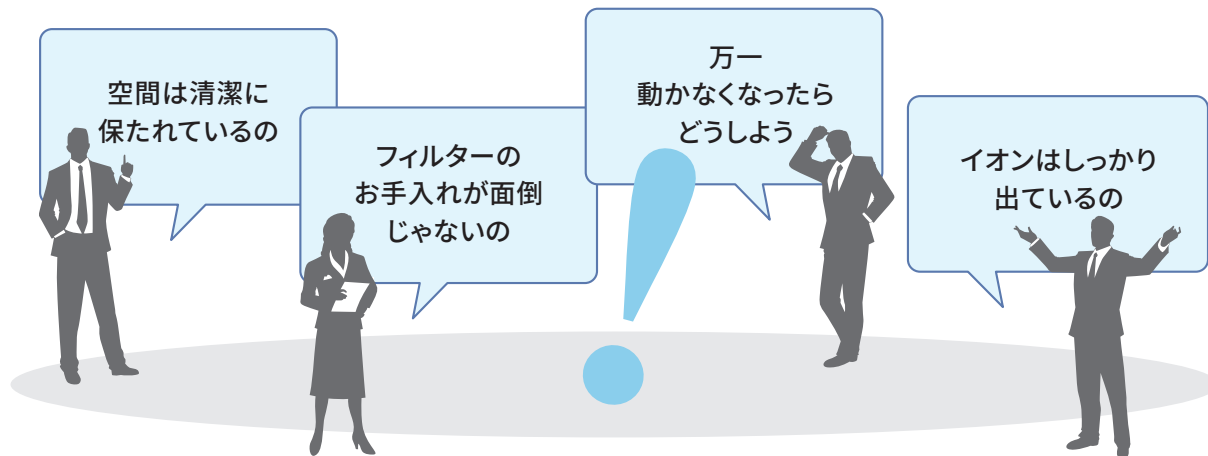 空間は清潔に
保たれているの
フィルターの
お手入れが面倒
じゃないの
万一
動かなくなったら
どうしよう
イオンはしっかり
出ているの